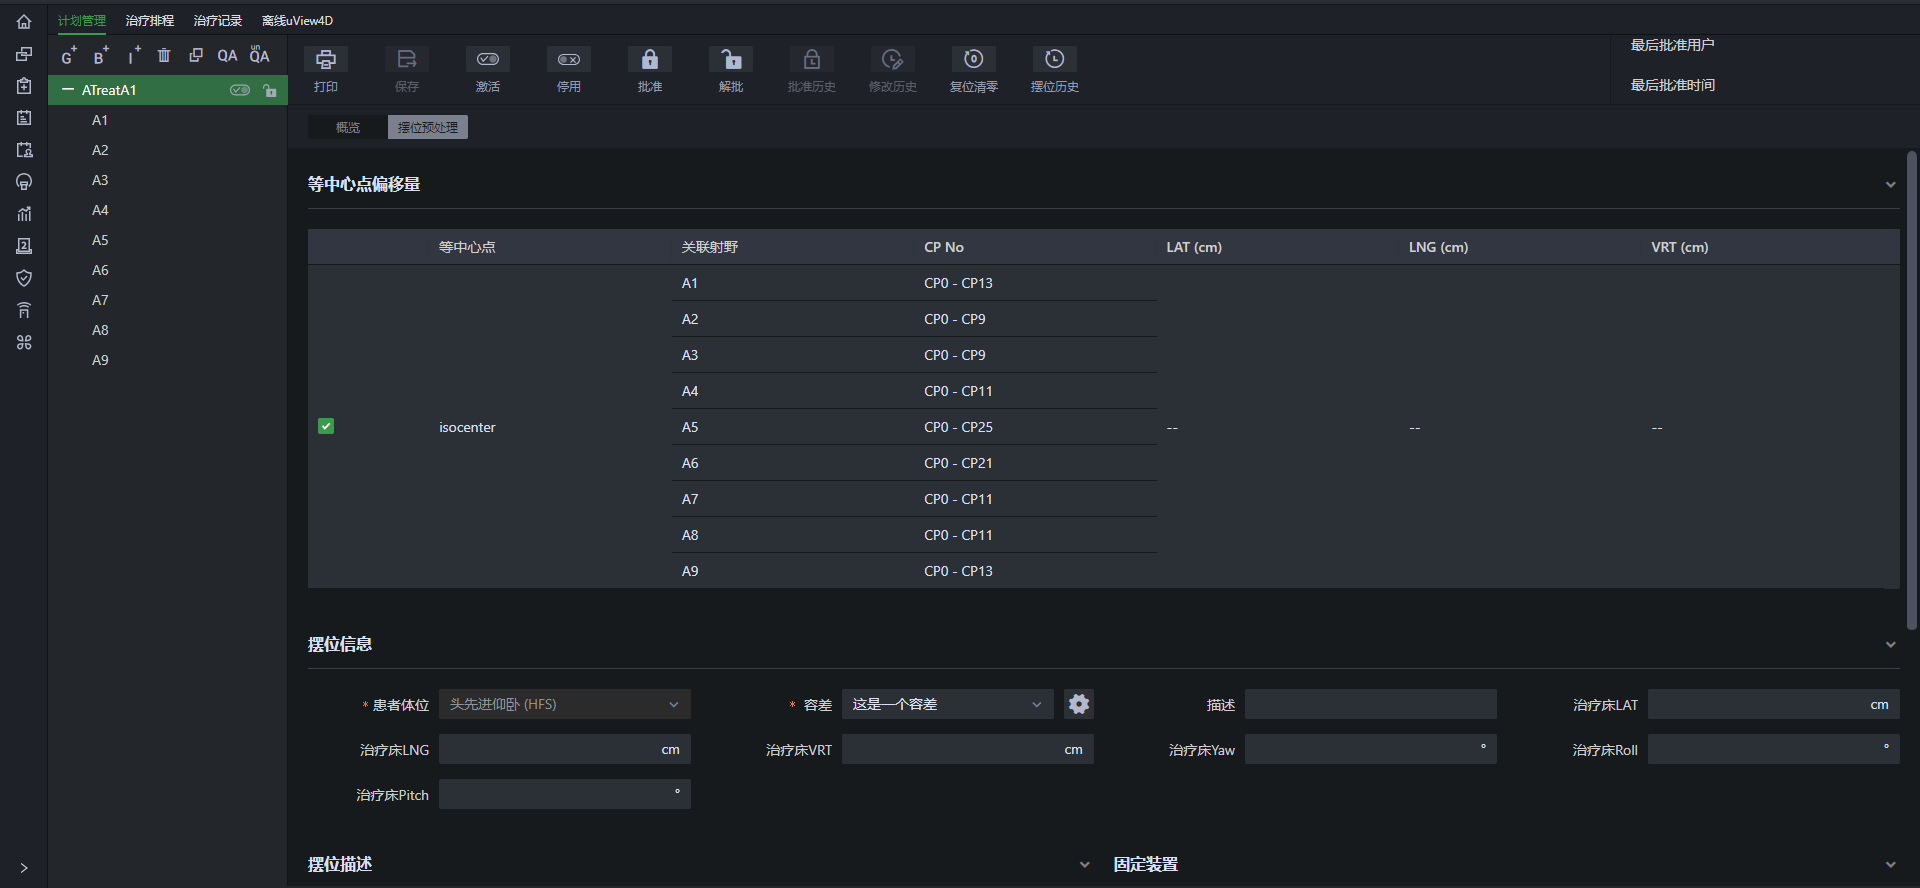 计划管理 治疗排程 治疗记录 离线uView4D
G+ B+ I+ QA unQA
打印 保存 激活 停用 批准 解批 批准历史 修改历史 复位清零 摆位历史
最后批准用户
最后批准时间
ATreatA1
A1
A2
A3
A4
A5
A6
A7
A8
A9
概览 摆位预处理
等中心点偏移量
等中心点 关联射野 CP No LAT (cm) LNG (cm) VRT (cm)
A1 CP0 - CP13
A2 CP0 - CP9
A3 CP0 - CP9
A4 CP0 - CP11
isocenter A5 CP0 - CP25 -- -- --
A6 CP0 - CP21
A7 CP0 - CP11
A8 CP0 - CP11
A9 CP0 - CP13
摆位信息
* 患者体位 头先进仰卧 (HFS) * 容差 这是一个容差 描述 治疗床LAT cm
治疗床LNG cm 治疗床VRT cm 治疗床Yaw ° 治疗床Roll °
治疗床Pitch °
摆位描述 固定装置